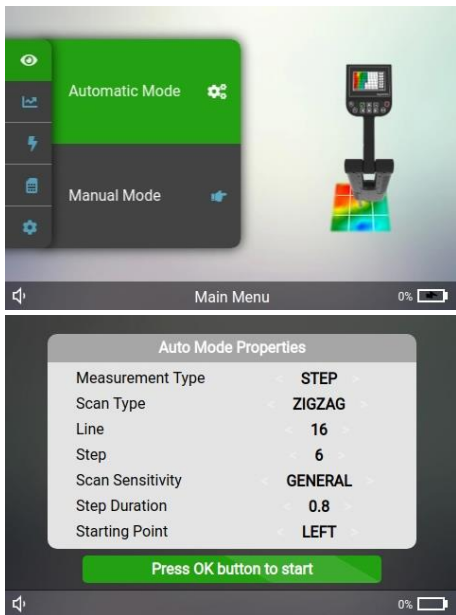 Automatic Mode
Manual Mode
Main Menu 0%
Auto Mode Properties
Measurement Type < STEP >
Scan Type < ZIGZAG >
Line < 16 >
Step < 6 >
Scan Sensitivity < GENERAL >
Step Duration < 0.8 >
Starting Point < LEFT >
Press OK button to start
0%